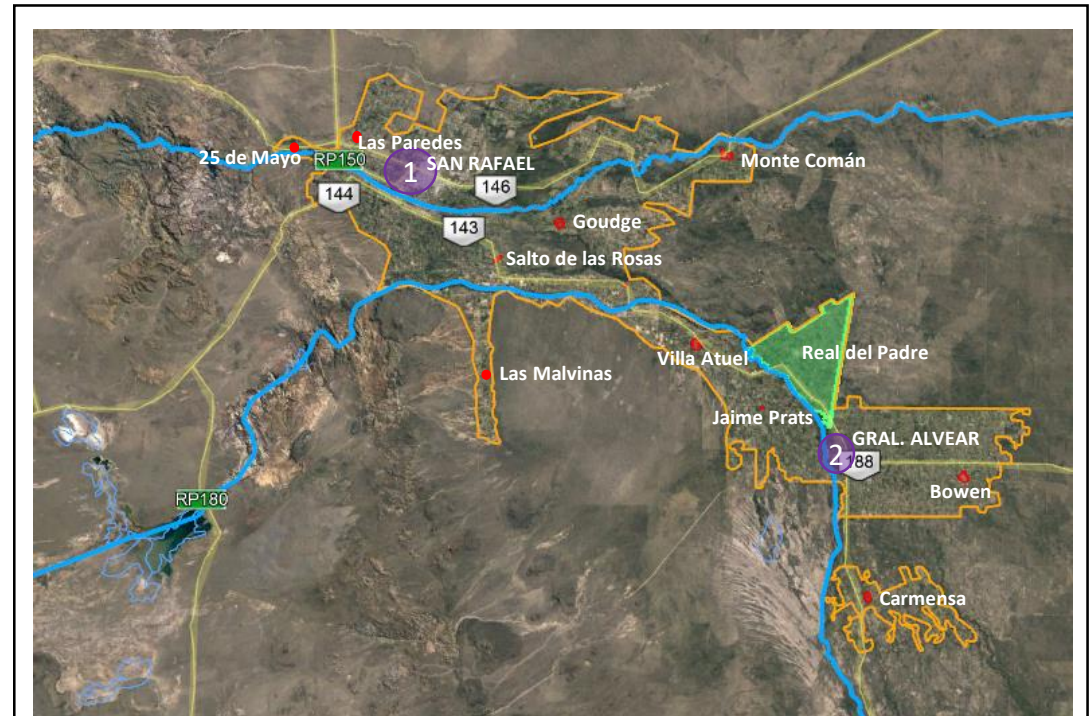 Las Paredes
25 de Mayo
RP150
1
SAN RAFAEL
Monte Comán
144
146
143
Goudge
Salto de las Rosas
Villa Atuel
Real del Padre
Las Malvinas
Jaime Prats
GRAL. ALVEAR
2
188
Bowen
RP180
Carmensa